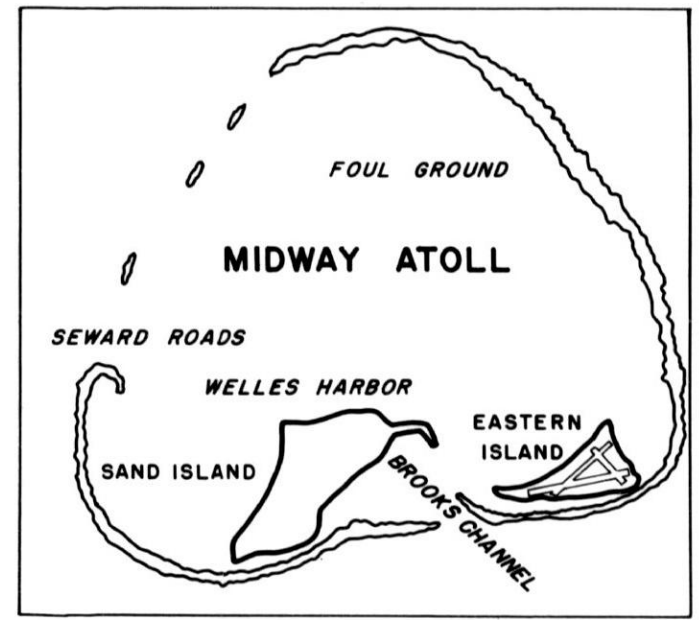 FOUL GROUND
MIDWAY ATOLL
SEWARD ROADS
WELLES HARBOR
EASTERN
ISLAND
SAND ISLAND
BROOKS CHANNEL